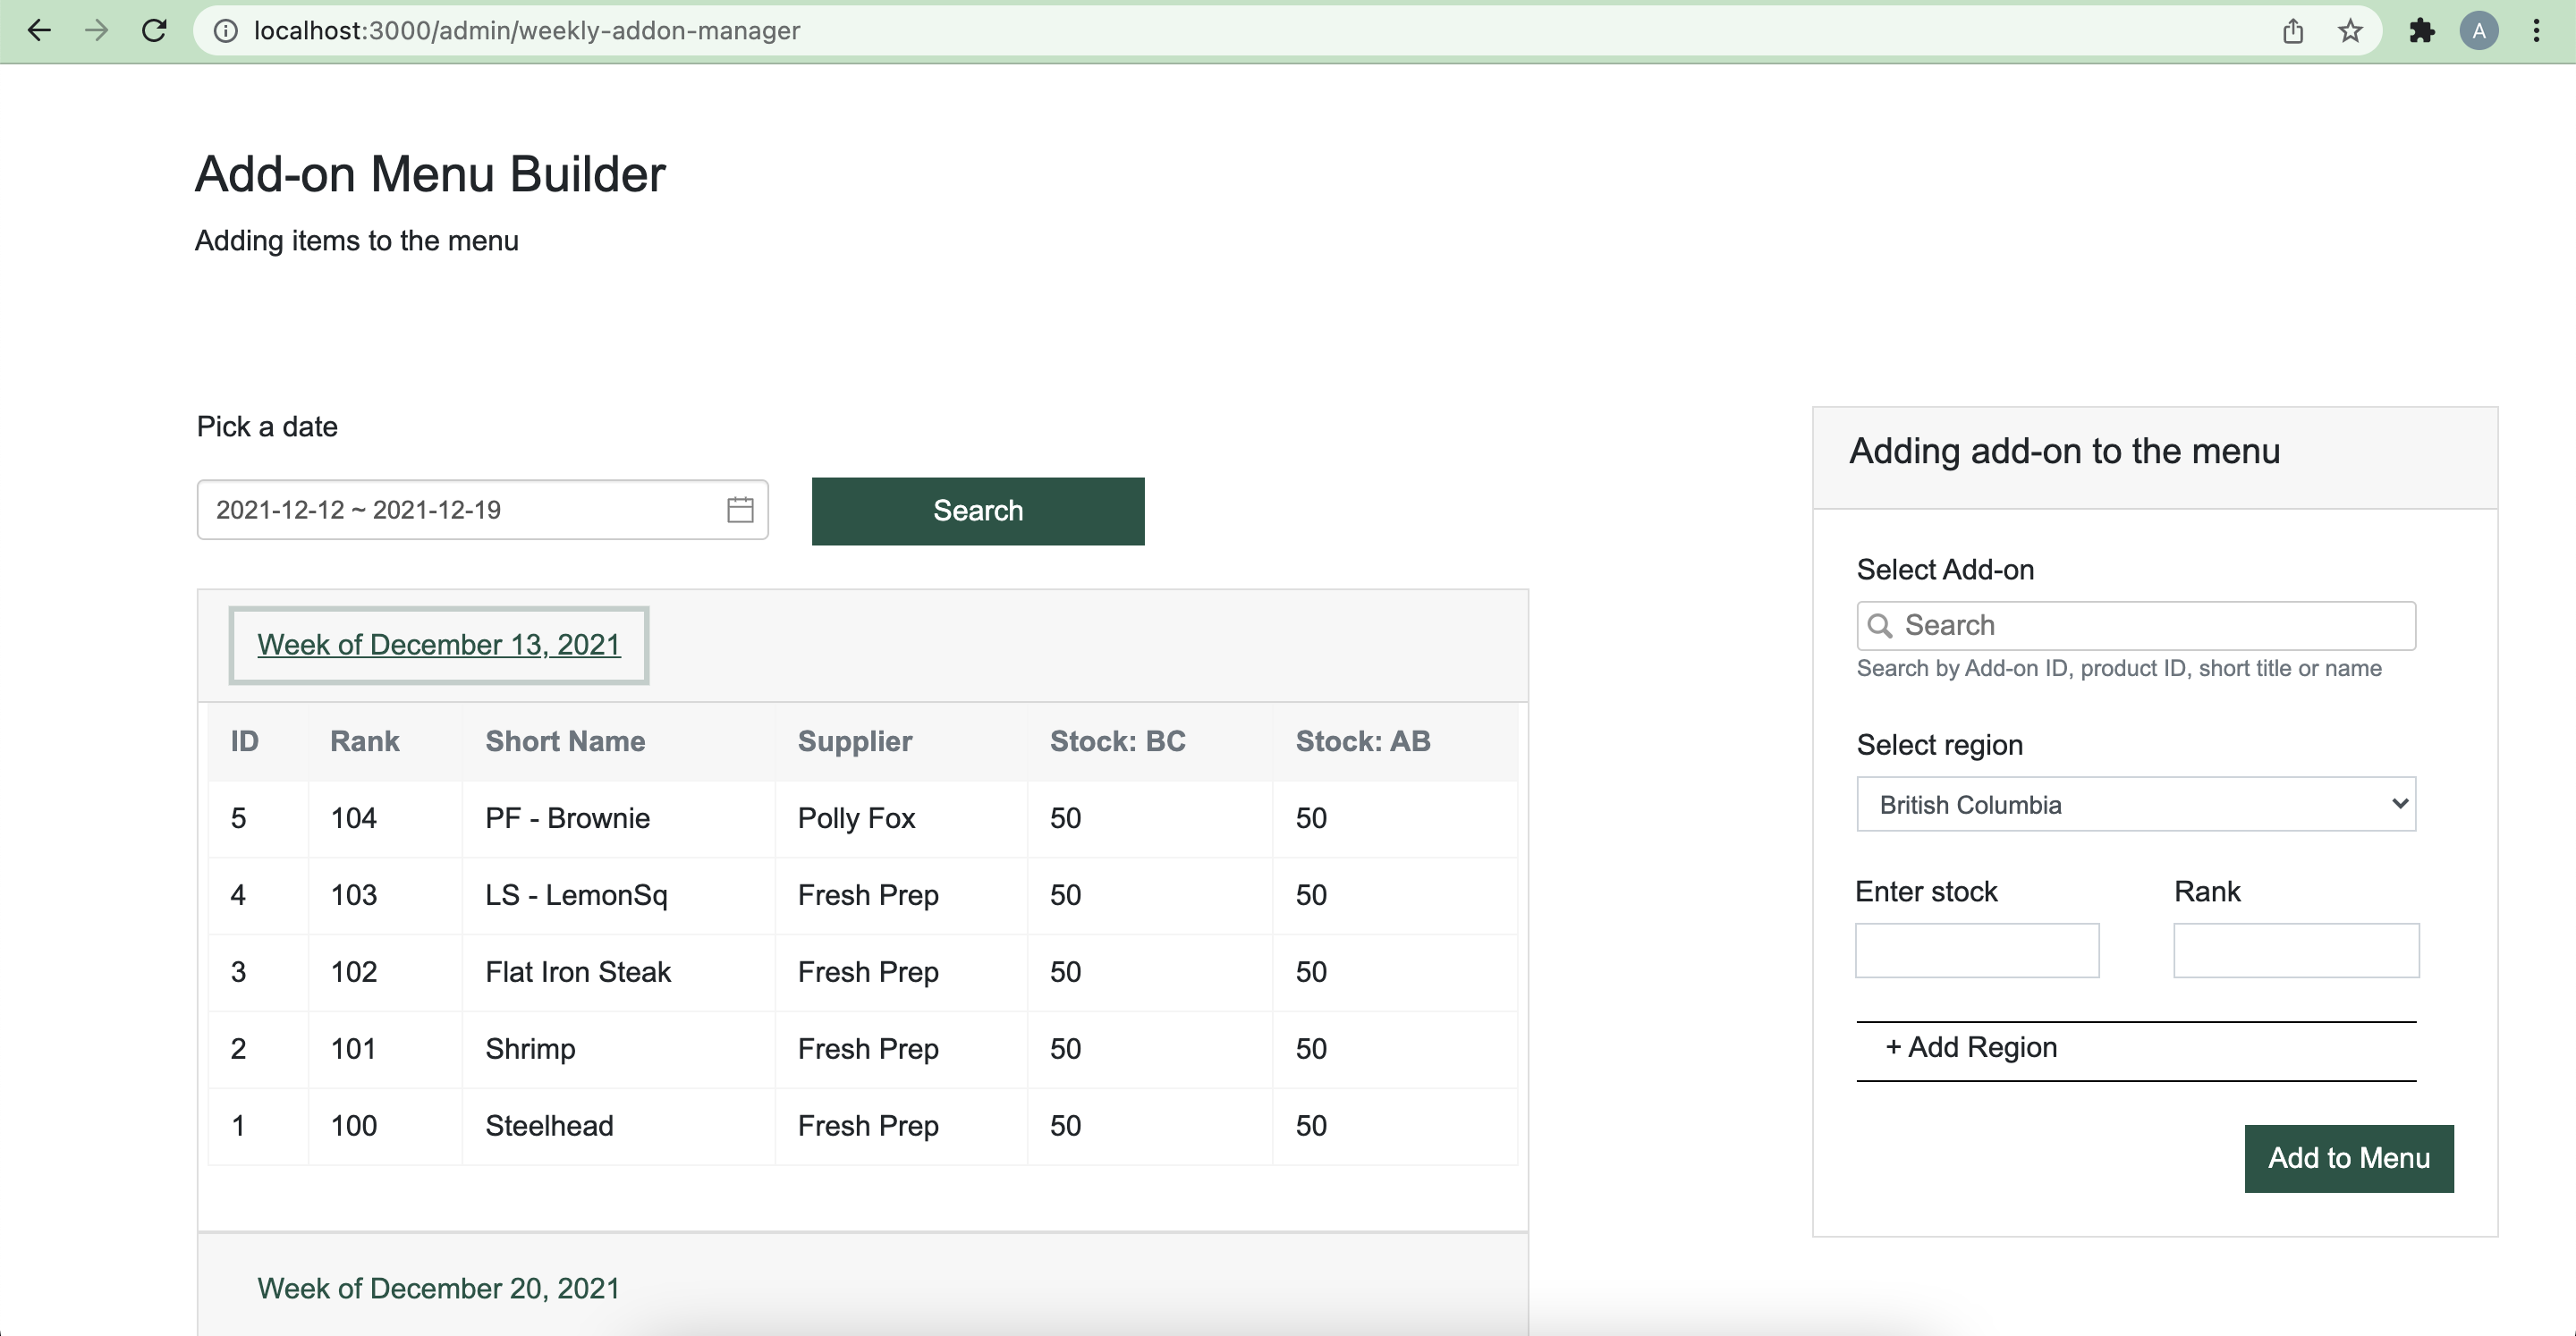 localhost:3000/admin/weekly-addon-manager
A
Add-on Menu Builder
Adding items to the menu
Pick a date
2021-12-12 ~ 2021-12-19
Search
Week of December 13, 2021
ID Rank Short Name Supplier Stock: BC Stock: AB
5 104 PF - Brownie Polly Fox 50 50
4 103 LS - LemonSq Fresh Prep 50 50
3 102 Flat Iron Steak Fresh Prep 50 50
2 101 Shrimp Fresh Prep 50 50
1 100 Steelhead Fresh Prep 50 50
Week of December 20, 2021
Adding add-on to the menu
Select Add-on
Search
Search by Add-on ID, product ID, short title or name
Select region
British Columbia
Enter stock Rank
+ Add Region
Add to Menu